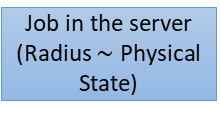 Job in the server
(Radius ~ Physical
State)